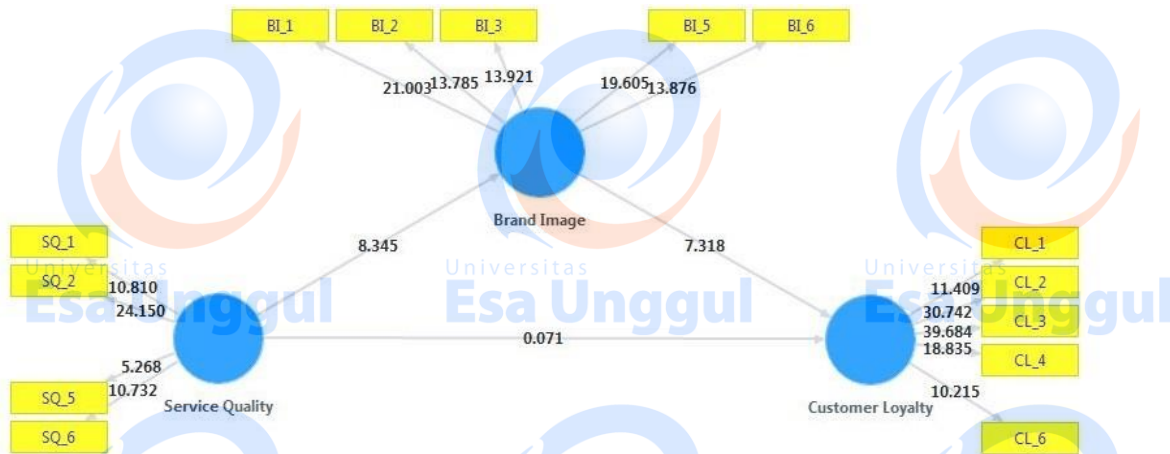 BI_1
BI_2
BI_3
BI_5
BI_6
21.003
13.785
13.921
19.605
13.876
Brand Image
8.345
7.318
SQ_1
SQ_2
SQ_5
SQ_6
10.810
24.150
5.268
10.732
Service Quality
0.071
CL_1
CL_2
CL_3
CL_4
CL_6
11.409
30.742
39.684
18.835
10.215
Customer Loyalty
Universitas
Esa Unggul
Universitas
Esa Unggul
Universitas
Esa Unggul